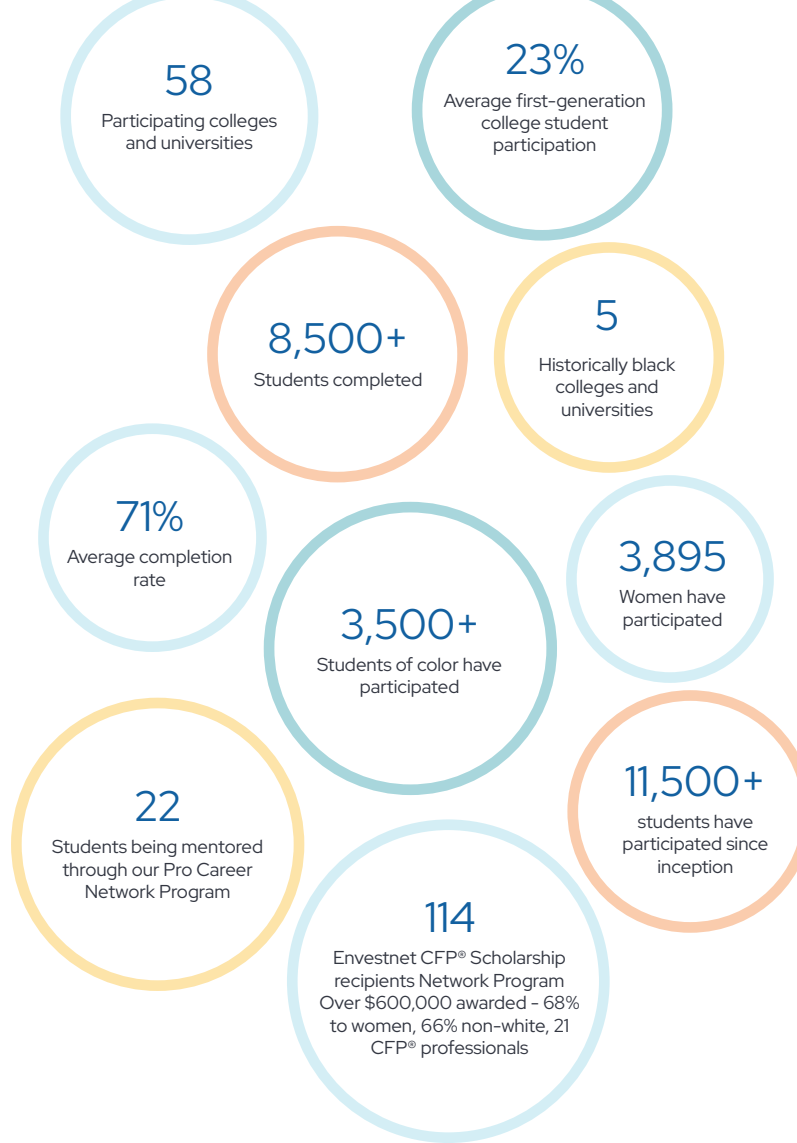 58
Participating colleges
and universities
23%
Average first-generation
college student
participation
8,500+
Students completed
5
Historically black
colleges and
universities
71%
Average completion
rate
3,500+
Students of color have
participated
3,895
Women have
participated
22
Students being mentored
through our Pro Career
Network Program
11,500+
students have
participated since
inception
114
Envestnet CFP® Scholarship
recipients Network Program
Over $600,000 awarded - 68%
to women, 66% non-white, 21
CFP® professionals